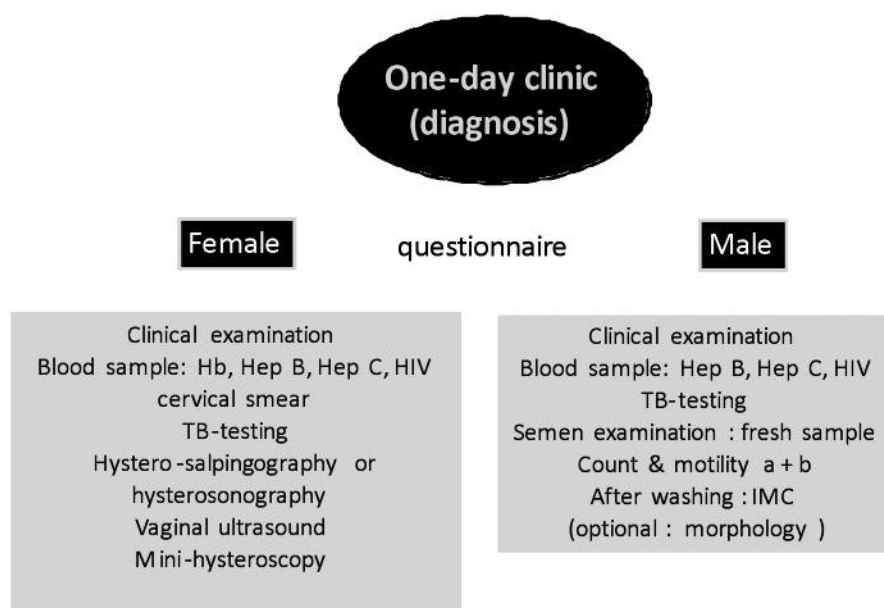 One-day clinic
(diagnosis)
Female
questionnaire
Male
Clinical examination
Blood sample: Hb, Hep B, Hep C, HIV
cervical smear
TB-testing
Hystero-salpingography or
hysterosonography
Vaginal ultrasound
Mini-hysteroscopy
Clinical examination
Blood sample: Hep B, Hep C, HIV
TB-testing
Semen examination : fresh sample
Count & motility a + b
After washing : IMC
(optional : morphology )